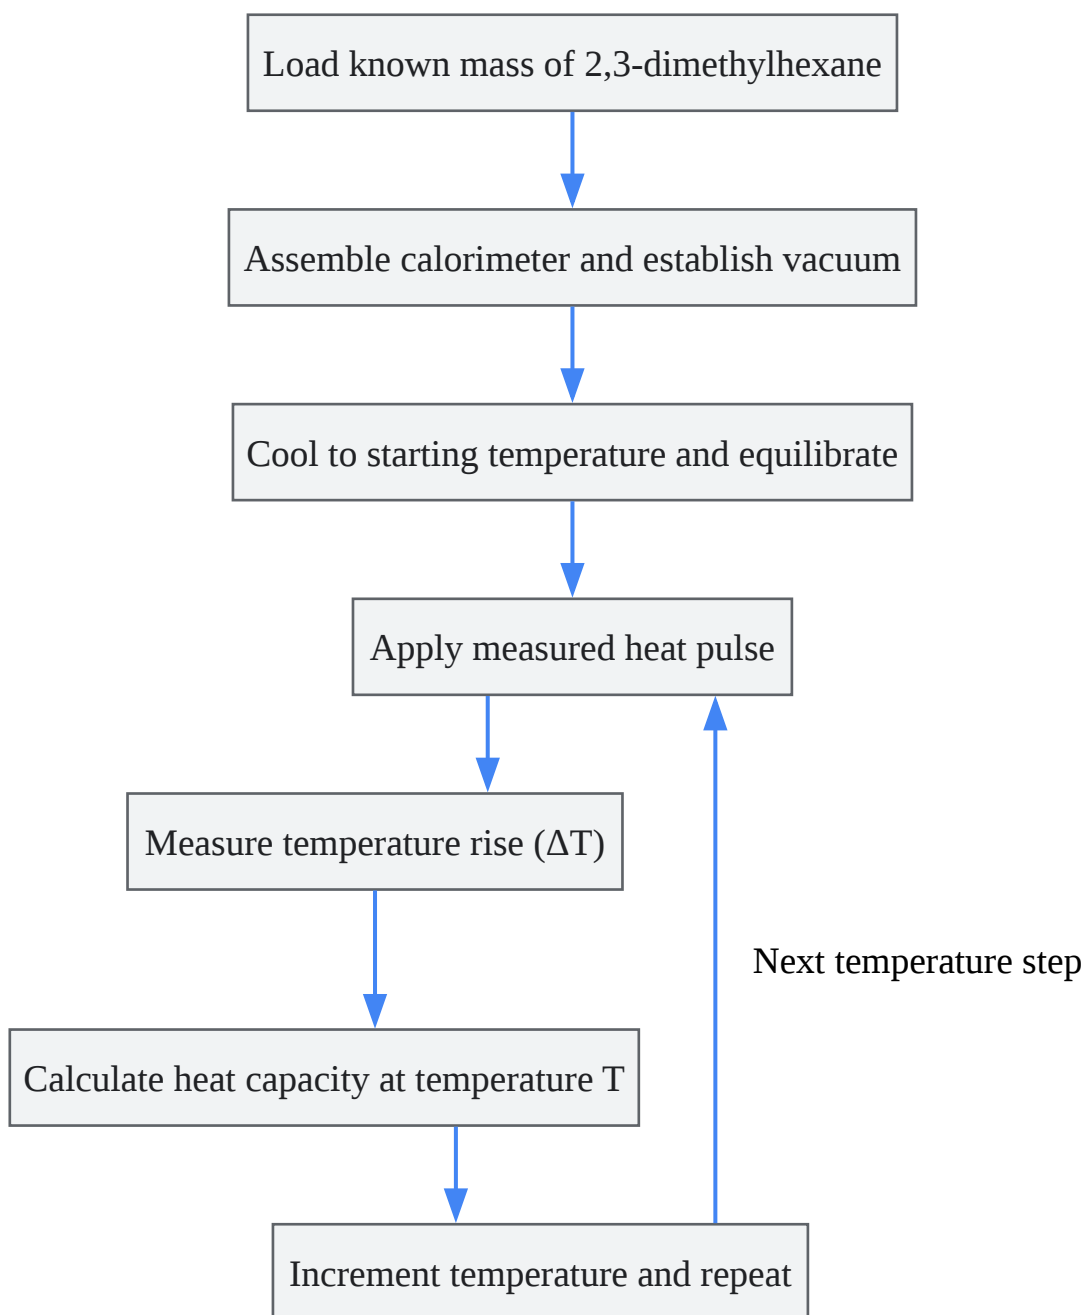 Load known mass of 2,3-dimethylhexane
Assemble calorimeter and establish vacuum
Cool to starting temperature and equilibrate
Apply measured heat pulse
Measure temperature rise (ΔT)
Next temperature step
Calculate heat capacity at temperature T
Increment temperature and repeat